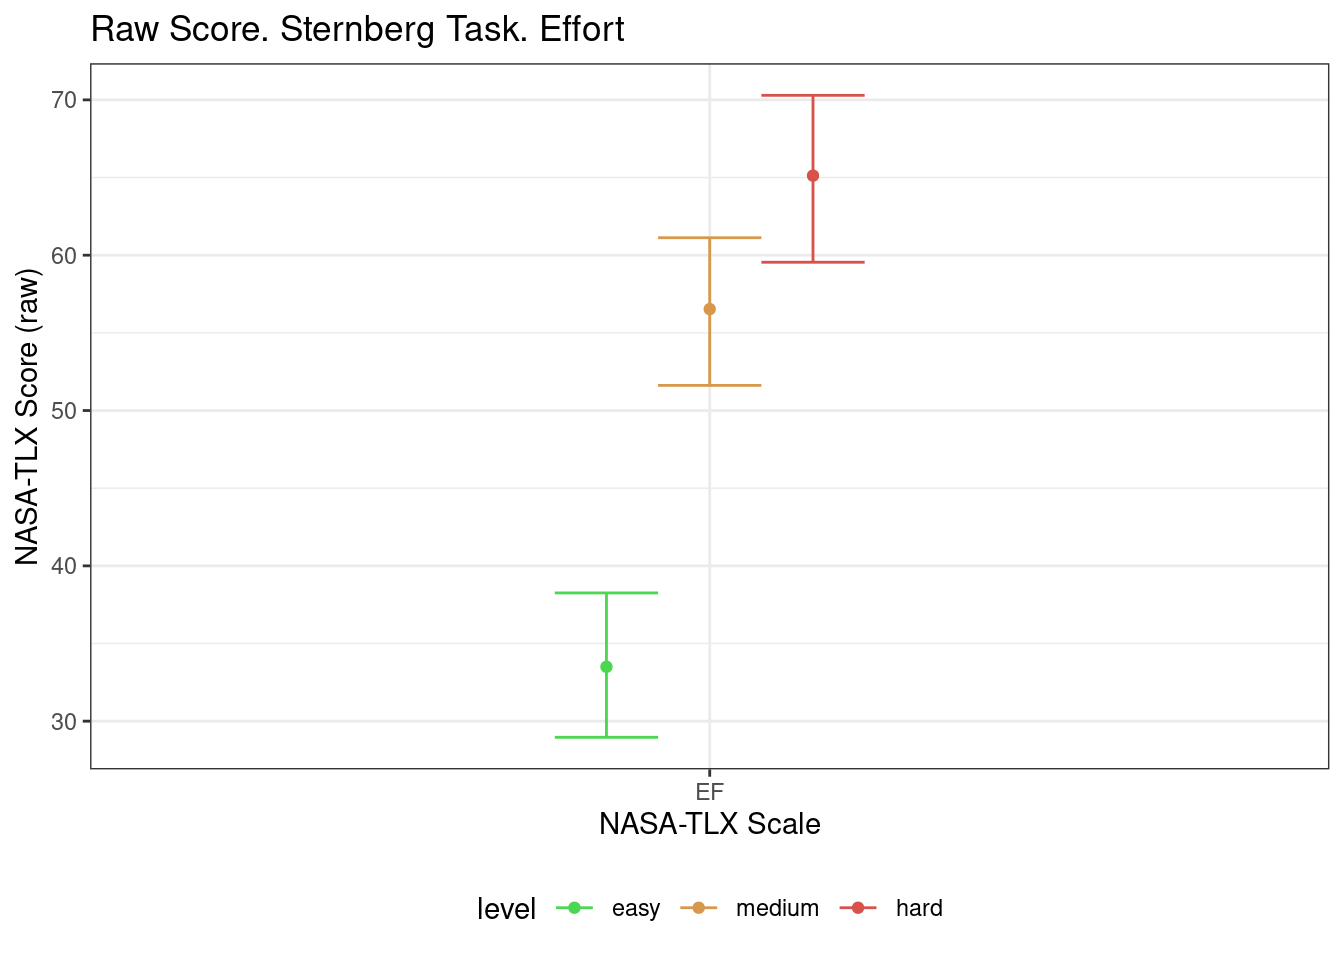 Raw Score. Sternberg Task. Effort
NASA-TLX Score (raw)
70
60
50
40
30
EF
NASA-TLX Scale
level easy medium hard